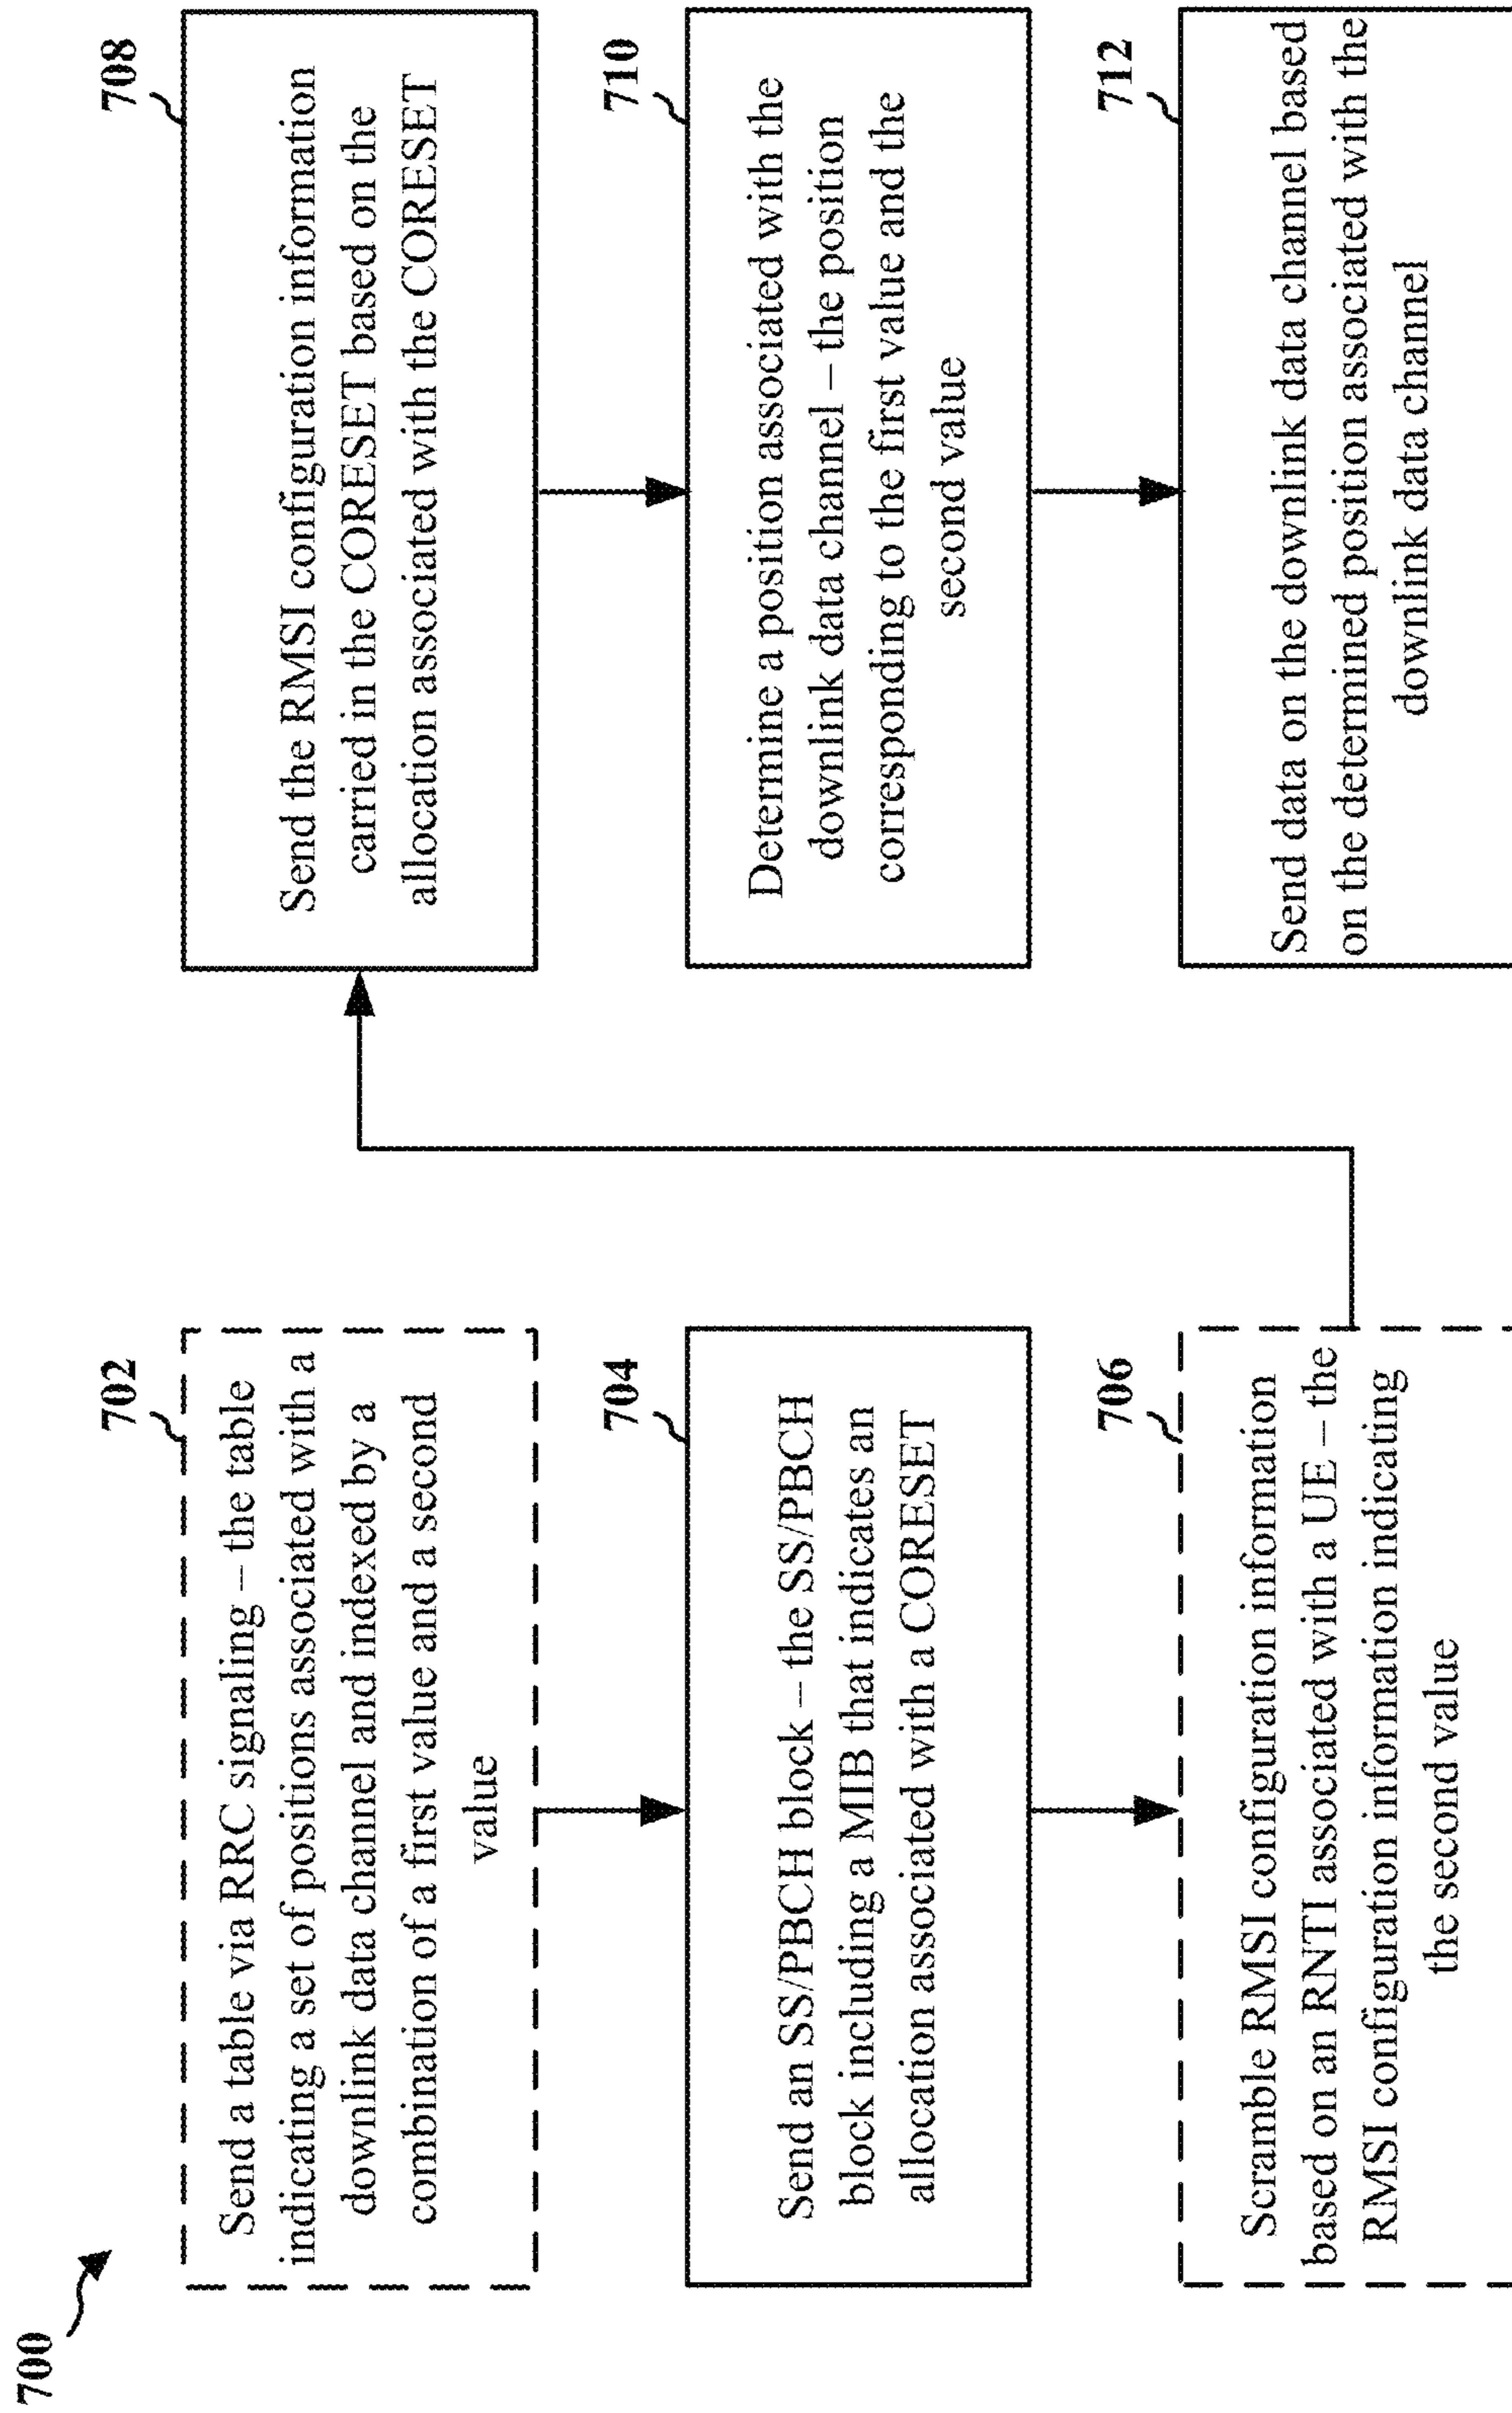 700
702
Send a table via RRC signaling – the table
indicating a set of positions associated with a
downlink data channel and indexed by a
combination of a first value and a second
value
704
Send an SS/PBCH block – the SS/PBCH
block including a MIB that indicates an
allocation associated with a CORESET
706
Scramble RMSI configuration information
based on an RNTI associated with a UE – the
RMSI configuration information indicating
the second value
708
Send the RMSI configuration information
carried in the CORESET based on the
allocation associated with the CORESET
710
Determine a position associated with the
downlink data channel – the position
corresponding to the first value and the
second value
712
Send data on the downlink data channel based
on the determined position associated with the
downlink data channel